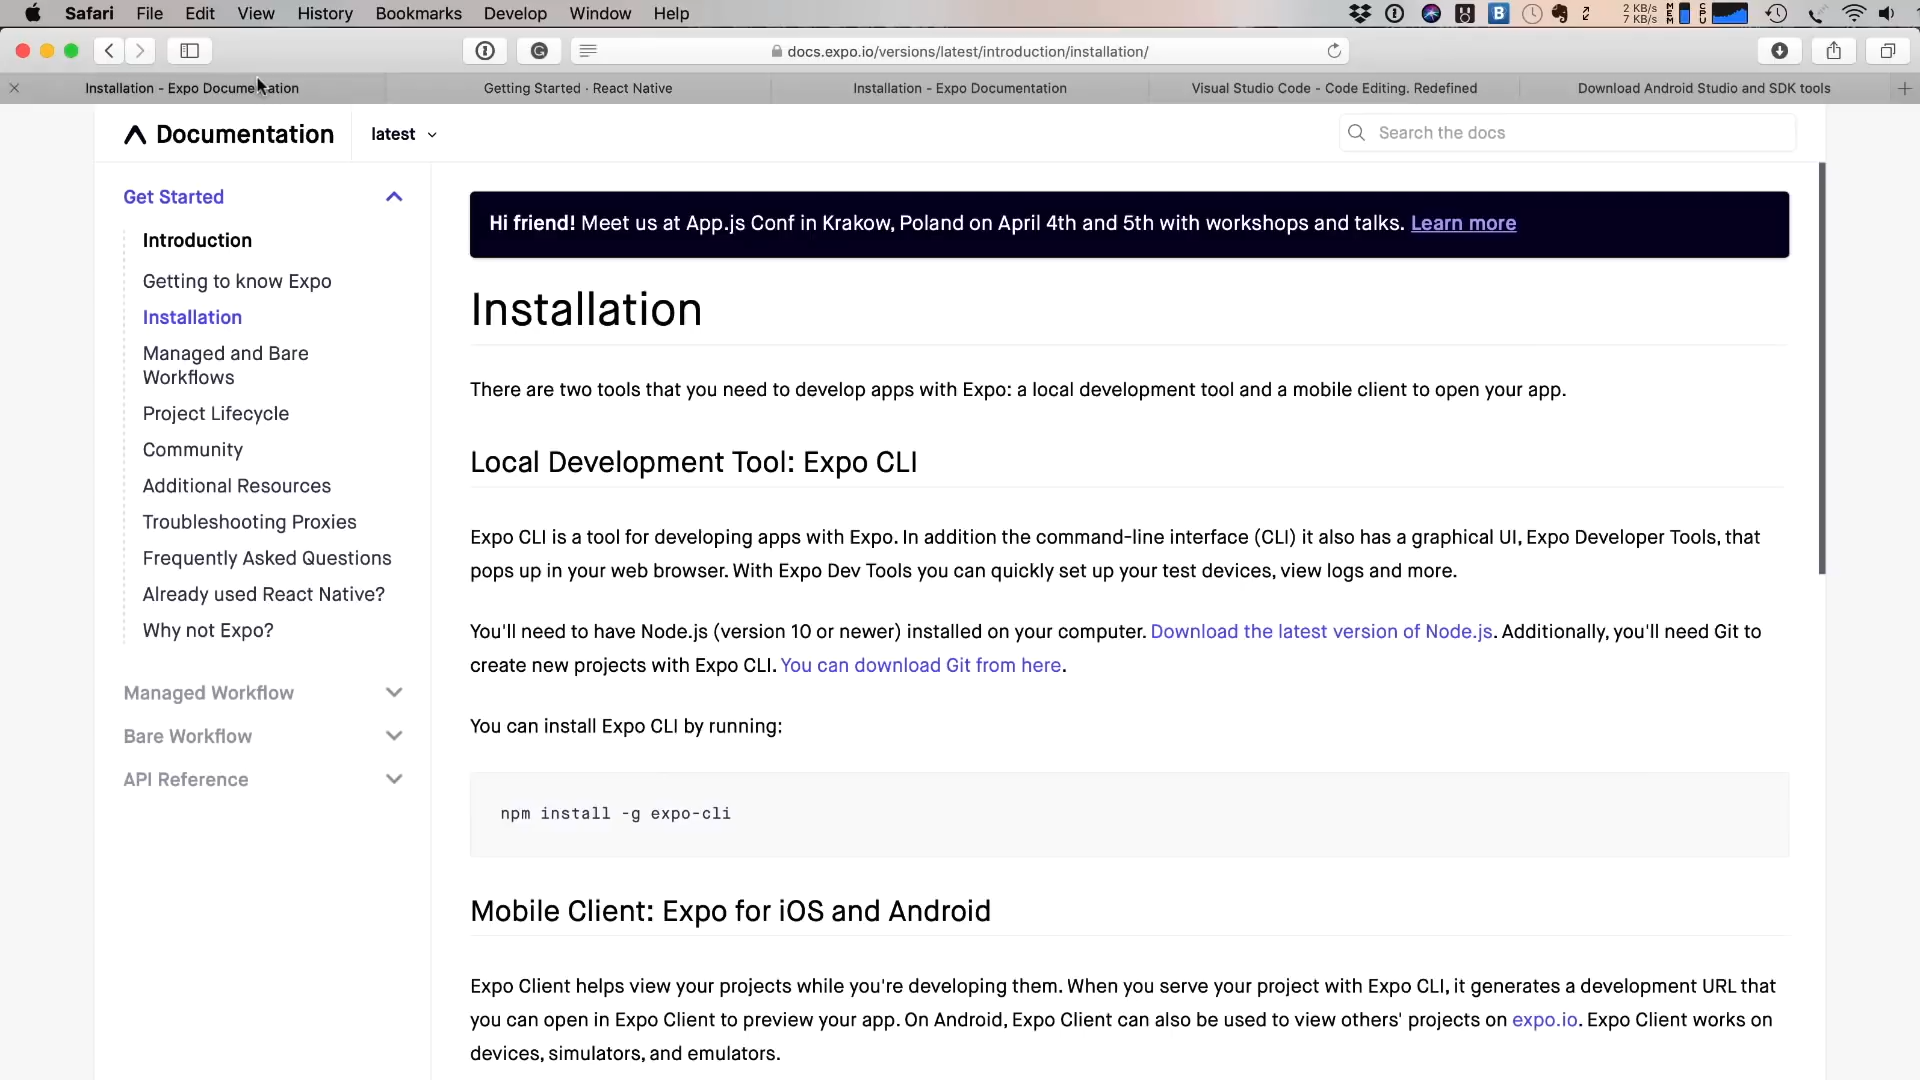 Safari File Edit View History Bookmarks Develop Window Help
2 KB/s
7 KB/s
MEM
CPU
docs.expo.io/versions/latest/introduction/installation/
Installation - Expo Documentation
Getting Started · React Native
Installation - Expo Documentation
Visual Studio Code - Code Editing. Redefined
Download Android Studio and SDK tools
Documentation
latest
Search the docs
Get Started
Introduction
Getting to know Expo
Installation
Managed and Bare
Workflows
Project Lifecycle
Community
Additional Resources
Troubleshooting Proxies
Frequently Asked Questions
Already used React Native?
Why not Expo?
Managed Workflow
Bare Workflow
API Reference
Hi friend! Meet us at App.js Conf in Krakow, Poland on April 4th and 5th with workshops and talks. Learn more
Installation
There are two tools that you need to develop apps with Expo: a local development tool and a mobile client to open your app.
Local Development Tool: Expo CLI
Expo CLI is a tool for developing apps with Expo. In addition the command-line interface (CLI) it also has a graphical UI, Expo Developer Tools, that
pops up in your web browser. With Expo Dev Tools you can quickly set up your test devices, view logs and more.
You'll need to have Node.js (version 10 or newer) installed on your computer. Download the latest version of Node.js. Additionally, you'll need Git to
create new projects with Expo CLI. You can download Git from here.
You can install Expo CLI by running:
npm install -g expo-cli
Mobile Client: Expo for iOS and Android
Expo Client helps view your projects while you're developing them. When you serve your project with Expo CLI, it generates a development URL that
you can open in Expo Client to preview your app. On Android, Expo Client can also be used to view others' projects on expo.io. Expo Client works on
devices, simulators, and emulators.